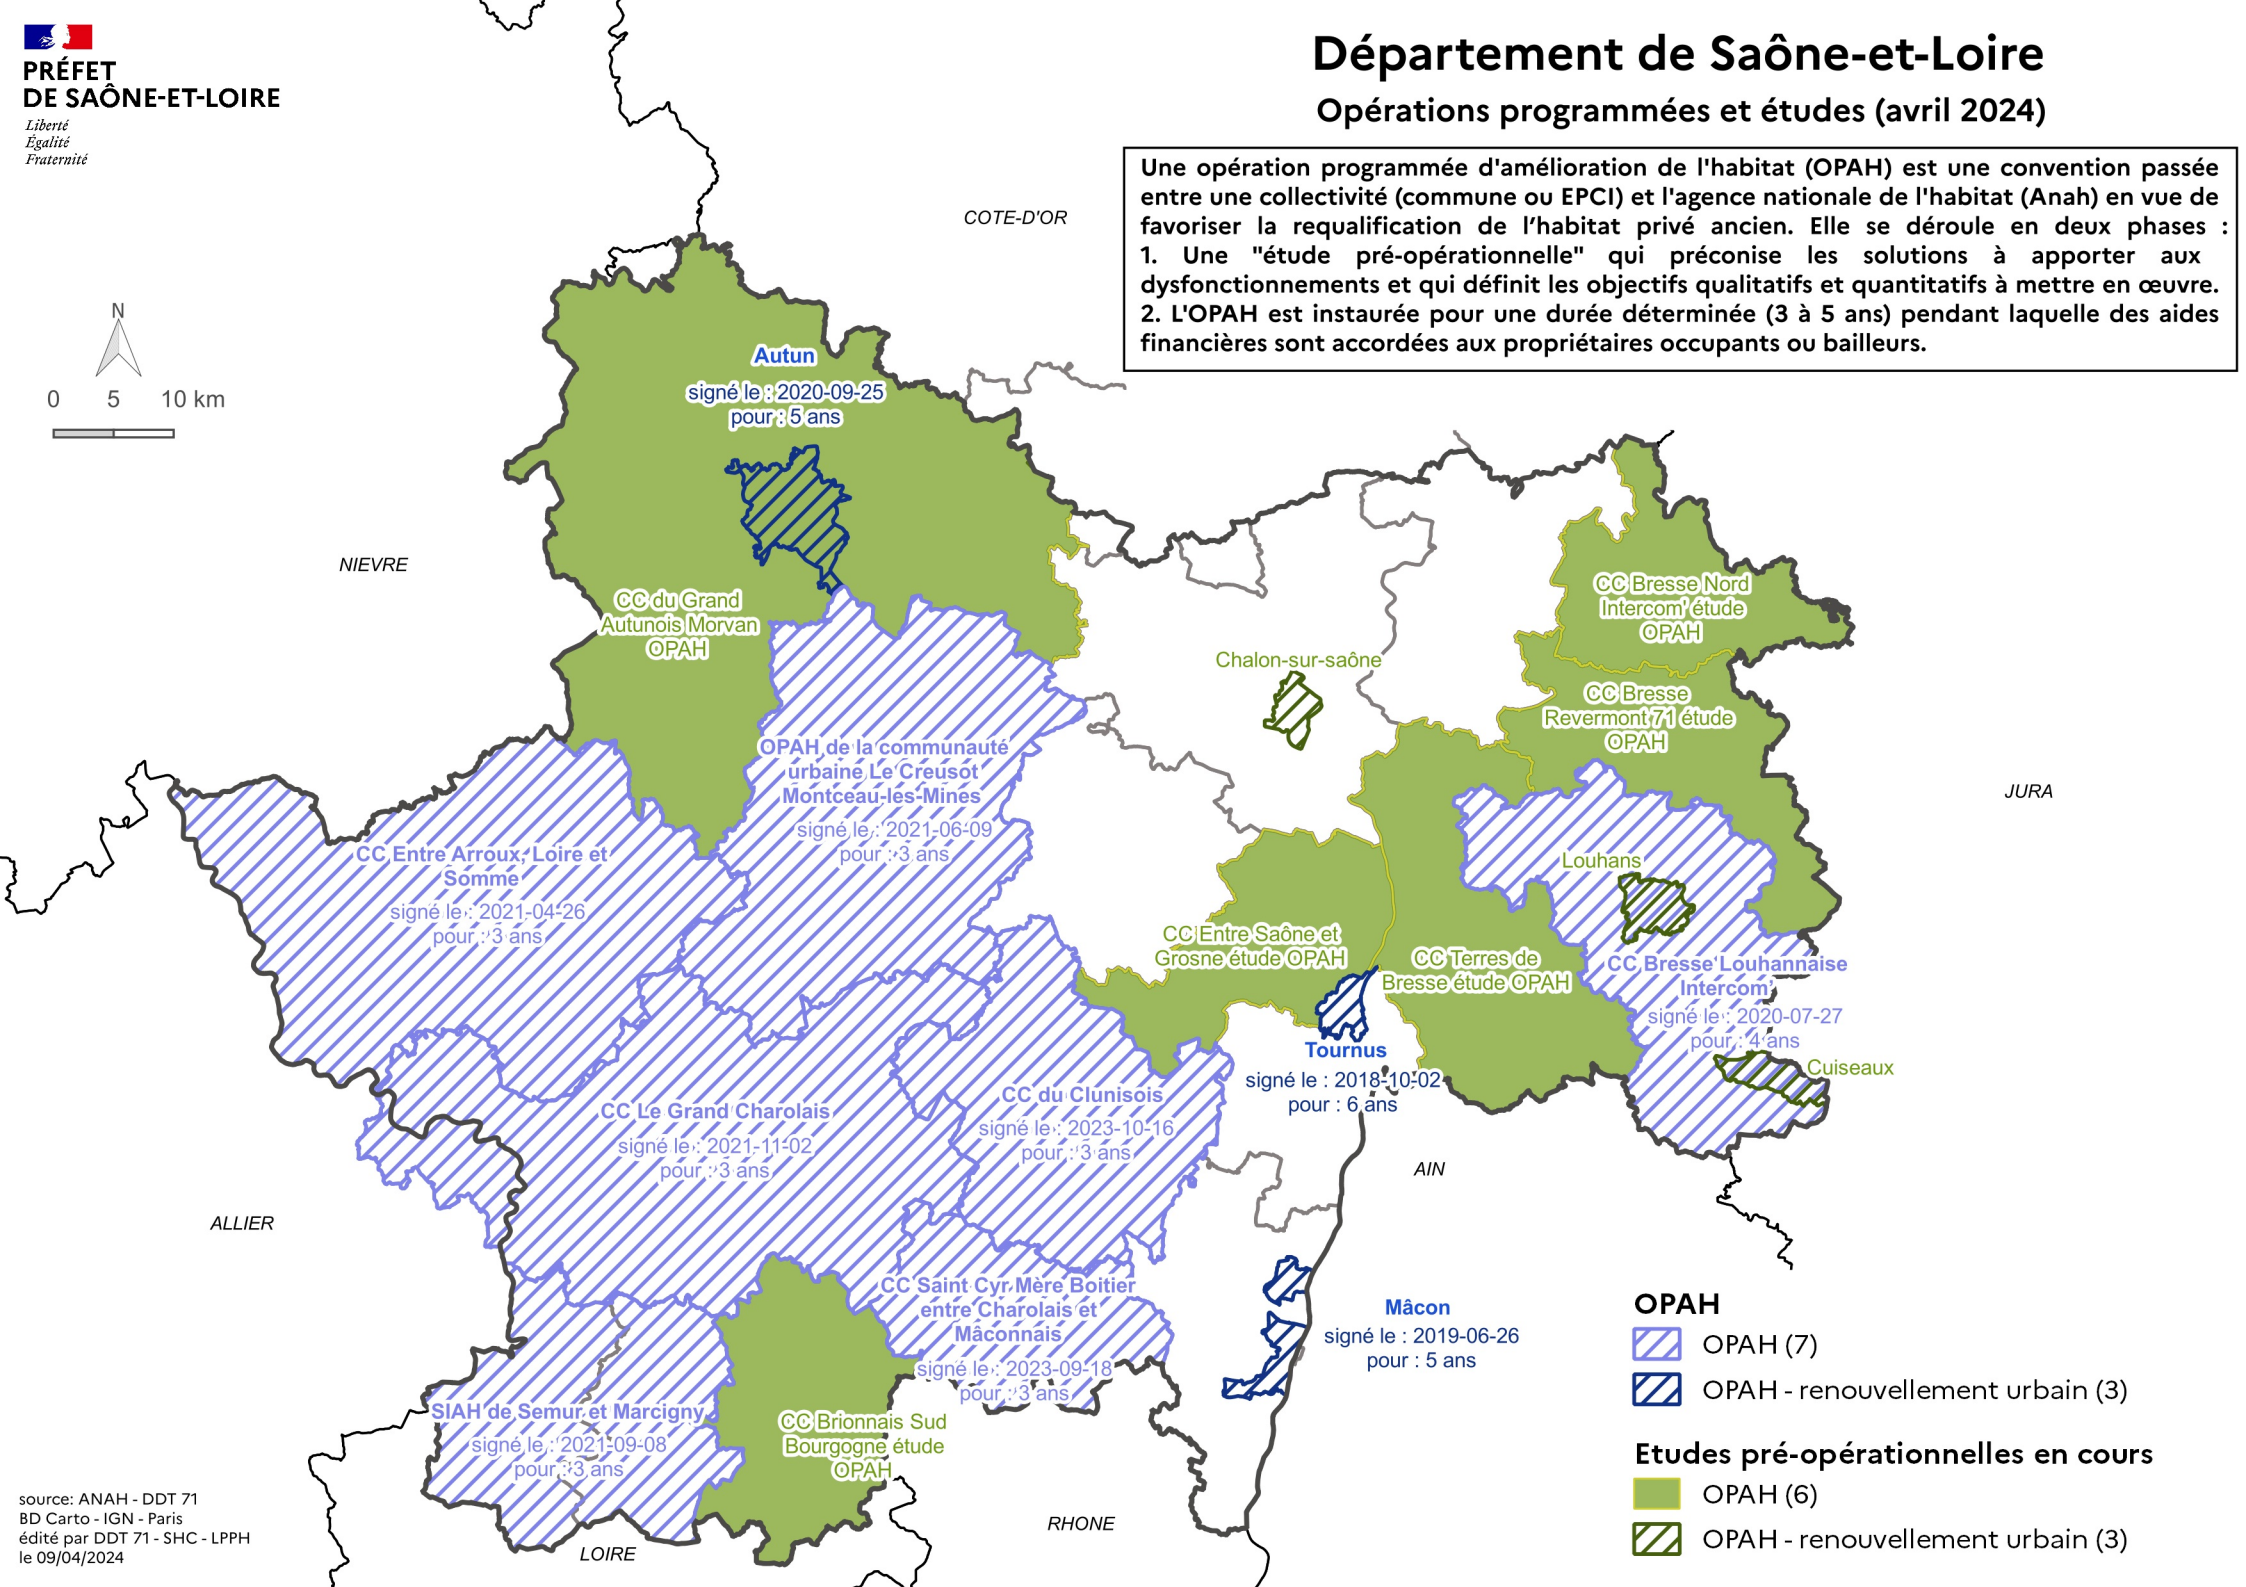 PRÉFET
DE SAÔNE-ET-LOIRE
Liberté
Égalité
Fraternité
Département de Saône-et-Loire
Opérations programmées et études (avril 2024)
Une opération programmée d'amélioration de l'habitat (OPAH) est une convention passée
entre une collectivité (commune ou EPCI) et l'agence nationale de l'habitat (Anah) en vue de
favoriser la requalification de l’habitat privé ancien. Elle se déroule en deux phases :
1. Une "étude pré-opérationnelle" qui préconise les solutions à apporter aux
dysfonctionnements et qui définit les objectifs qualitatifs et quantitatifs à mettre en œuvre.
2. L'OPAH est instaurée pour une durée déterminée (3 à 5 ans) pendant laquelle des aides
financières sont accordées aux propriétaires occupants ou bailleurs.
N
0 5 10 km
COTE-D'OR
NIEVRE
JURA
ALLIER
AIN
LOIRE
RHONE
Autun
signé le : 2020-09-25
pour : 5 ans
CC du Grand
Autunois Morvan
OPAH
CC Bresse Nord
Intercom' étude
OPAH
Chalon-sur-saône
CC Bresse
Revermont 71 étude
OPAH
OPAH de la communauté
urbaine Le Creusot
Montceau-les-Mines
signé le : 2021-06-09
pour : 3 ans
CC Entre Arroux, Loire et
Somme
signé le : 2021-04-26
pour : 3 ans
Louhans
CC Entre Saône et
Grosne étude OPAH
CC Terres de
Bresse étude OPAH
CC Bresse Louhannaise
Intercom'
signé le : 2020-07-27
pour : 4 ans
Cuiseaux
Tournus
signé le : 2018-10-02
pour : 6 ans
CC Le Grand Charolais
signé le : 2021-11-02
pour : 3 ans
CC du Clunisois
signé le : 2023-10-16
pour : 3 ans
CC Saint Cyr Mère Boitier
entre Charolais et
Mâconnais
signé le : 2023-09-18
pour : 3 ans
Mâcon
signé le : 2019-06-26
pour : 5 ans
SIAH de Semur et Marcigny
signé le : 2021-09-08
pour : 3 ans
CC Brionnais Sud
Bourgogne étude
OPAH
OPAH
OPAH (7)
OPAH - renouvellement urbain (3)
Etudes pré-opérationnelles en cours
OPAH (6)
OPAH - renouvellement urbain (3)
source: ANAH - DDT 71
BD Carto - IGN - Paris
édité par DDT 71 - SHC - LPPH
le 09/04/2024